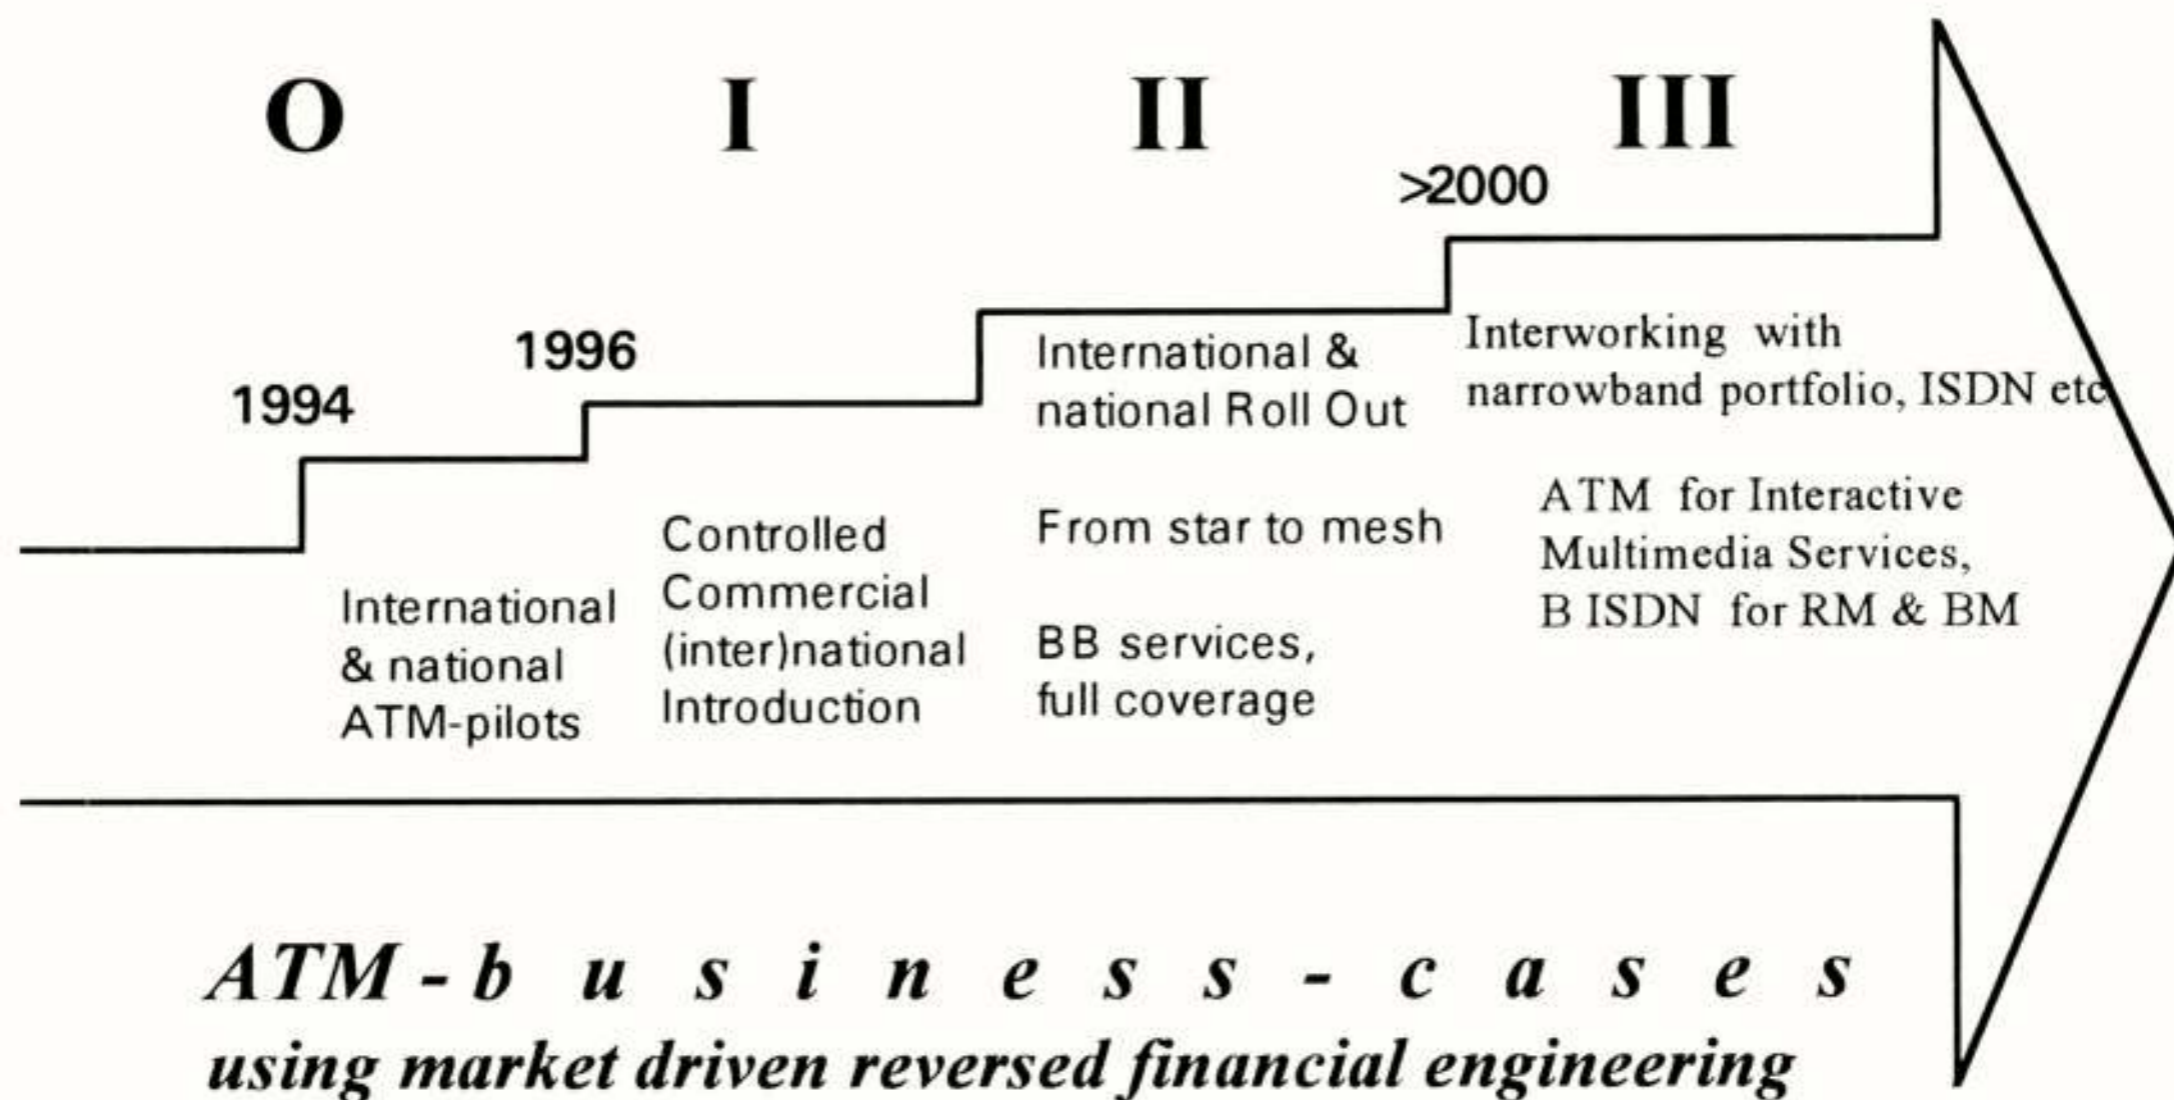 O I II III
>2000
1996
1994
International
& national
ATM-pilots
Controlled
Commercial
(inter)national
Introduction
International &
national Roll Out
From star to mesh
BB services,
full coverage
Interworking with
narrowband portfolio, ISDN etc
ATM for Interactive
Multimedia Services,
B ISDN for RM & BM
ATM - b u s i n e s s - c a s e s
using market driven reversed financial engineering